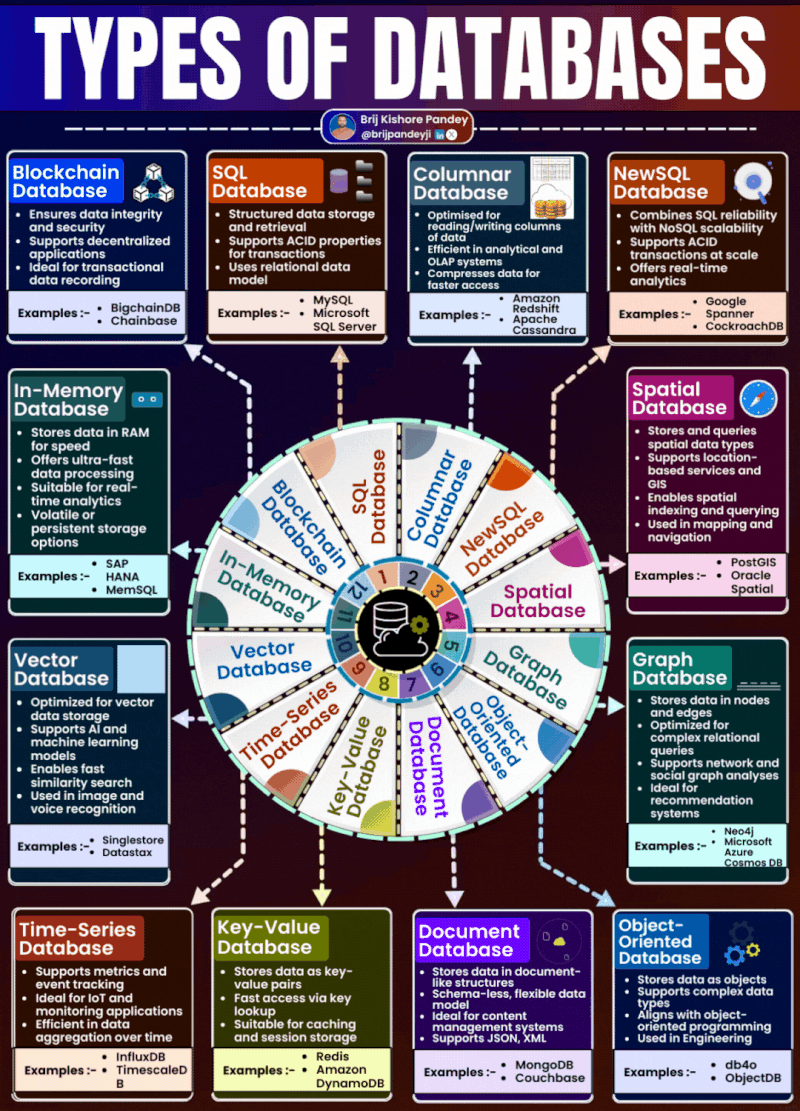 TYPES OF DATABASES
Brij Kishore Pandey
@brijpandeyji in X
Blockchain
Database
Ensures data integrity
and security
Supports decentralized
applications
Ideal for transactional
data recording
Examples :-
BigchainDB
Chainbase
SQL
Database
Structured data storage
and retrieval
Supports ACID properties
for transactions
Uses relational data
model
Examples :-
MySQL
Microsoft
SQL Server
Columnar
Database
Optimised for
reading/writing columns
of data
Efficient in analytical and
OLAP systems
Compresses data for
faster access
Examples :-
Amazon
Redshift
Apache
Cassandra
NewSQL
Database
Combines SQL reliability
with NoSQL scalability
Supports ACID
transactions at scale
Offers real-time
analytics
Examples :-
Google
Spanner
CockroachDB
In-Memory
Database
Stores data in RAM
for speed
Offers ultra-fast
data processing
Suitable for real-
time analytics
Volatile or
persistent storage
options
Examples :-
SAP
HANA
MemSQL
Spatial
Database
Stores and queries
spatial data types
Supports location-
based services and
GIS
Enables spatial
indexing and querying
Used in mapping and
navigation
Examples :-
PostGIS
Oracle
Spatial
SQL
Database
Columnar
Database
NewSQL
Database
Spatial
Database
Graph
Database
Object-
Oriented
Database
Document
Database
Key-Value
Database
Time-Series
Database
Vector
Database
In-Memory
Database
Blockchain
Database
1
2
3
4
5
6
7
8
9
10
11
12
Vector
Database
Optimized for vector
data storage
Supports AI and
machine learning
models
Enables fast
similarity search
Used in image and
voice recognition
Examples :-
Singlestore
Datastax
Graph
Database
Stores data in nodes
and edges
Optimized for
complex relational
queries
Supports network and
social graph analyses
Ideal for
recommendation
systems
Examples :-
Neo4j
Microsoft
Azure
Cosmos DB
Time-Series
Database
Supports metrics and
event tracking
Ideal for IoT and
monitoring applications
Efficient in data
aggregation over time
Examples :-
InfluxDB
TimescaleD
B
Key-Value
Database
Stores data as key-
value pairs
Fast access via key
lookup
Suitable for caching
and session storage
Examples :-
Redis
Amazon
DynamoDB
Document
Database
Stores data in document-
like structures
Schema-less, flexible data
model
Ideal for content
management systems
Supports JSON, XML
Examples :-
MongoDB
Couchbase
Object-
Oriented
Database
Stores data as objects
Supports complex data
types
Aligns with object-
oriented programming
Used in Engineering
Examples :-
db4o
ObjectDB